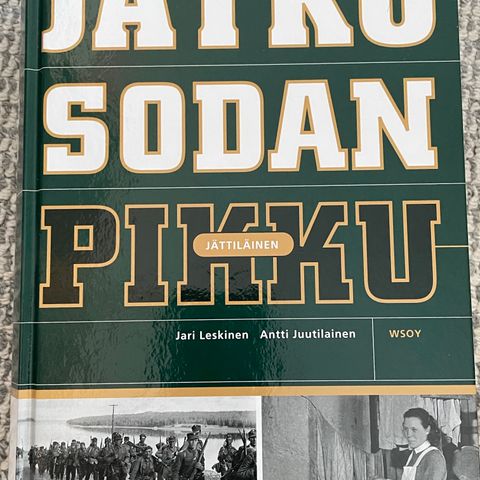 JATKO
SODAN
PIKKU
JÄTTILÄINEN
Jari Leskinen Antti Juutilainen WSOY